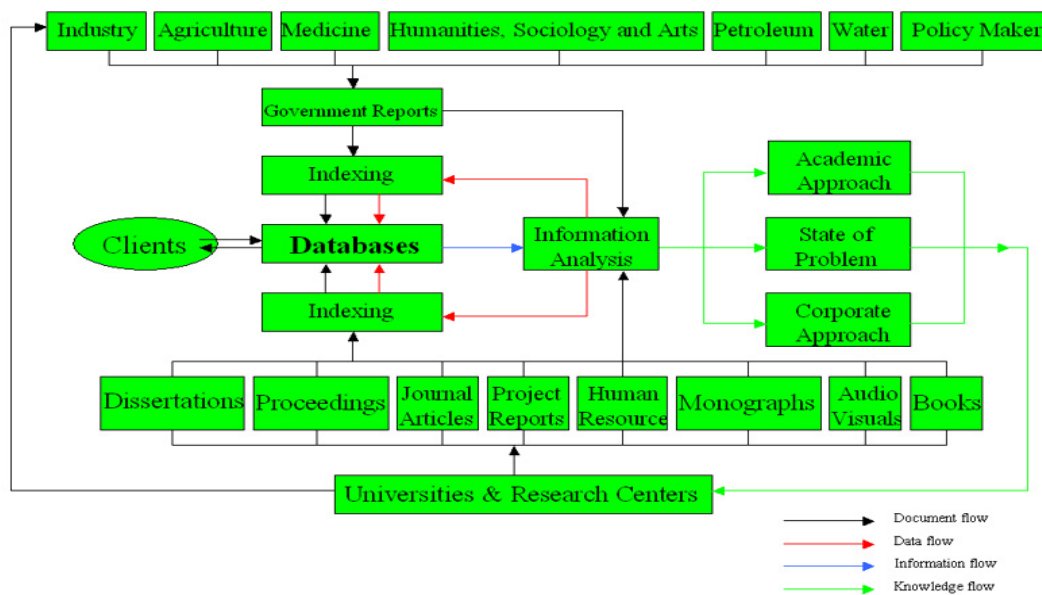 Industry
Agriculture
Medicine
Humanities, Sociology and Arts
Petroleum
Water
Policy Maker
Government Reports
Indexing
Academic
Approach
Clients
Databases
Information
Analysis
State of
Problem
Indexing
Corporate
Approach
Dissertations
Proceedings
Journal
Articles
Project
Reports
Human
Resource
Monographs
Audio
Visuals
Books
Universities & Research Centers
Document flow
Data flow
Information flow
Knowledge flow